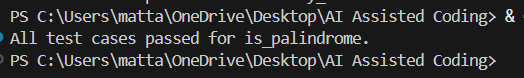 PS C:\Users\matta\OneDrive\Desktop\AI Assisted Coding> &
All test cases passed for is_palindrome.
PS C:\Users\matta\OneDrive\Desktop\AI Assisted Coding>